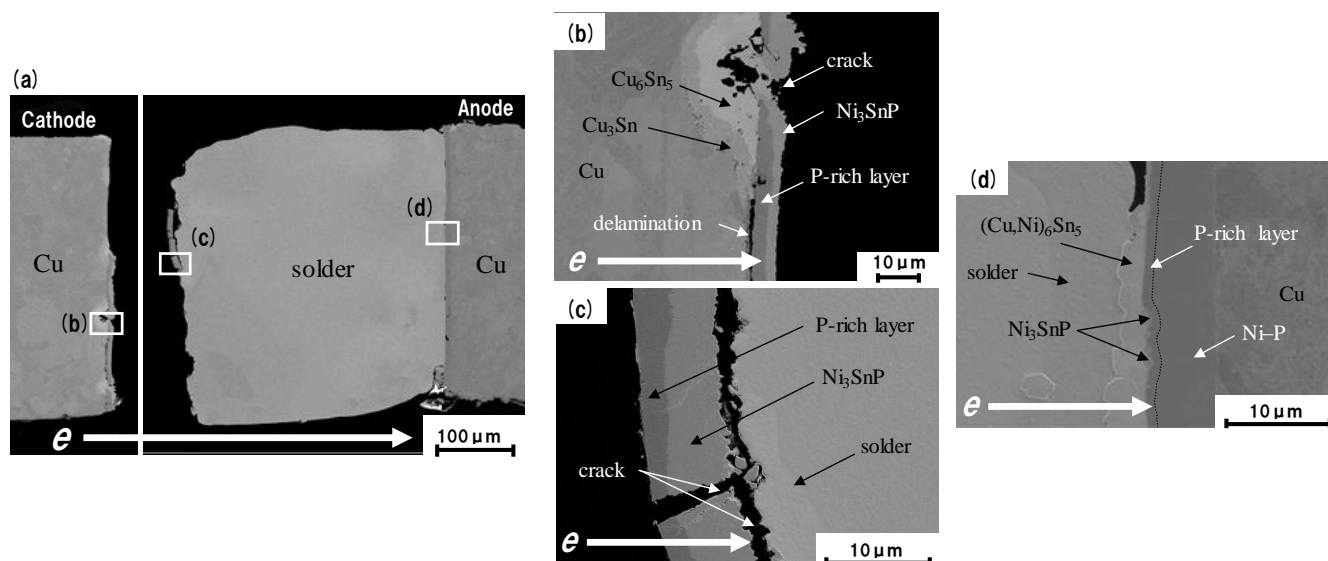 (a)
Cathode
Anode
(d)
Cu
(c)
solder
Cu
(b)
e
100 μm
(b)
crack
Cu₆Sn₅
Ni₃SnP
Cu₃Sn
Cu
P-rich layer
delamination
e
10 μm
(c)
P-rich layer
Ni₃SnP
solder
crack
e
10 μm
(d)
(Cu,Ni)₆Sn₅
P-rich layer
solder
Cu
Ni₃SnP
Ni–P
e
10 μm